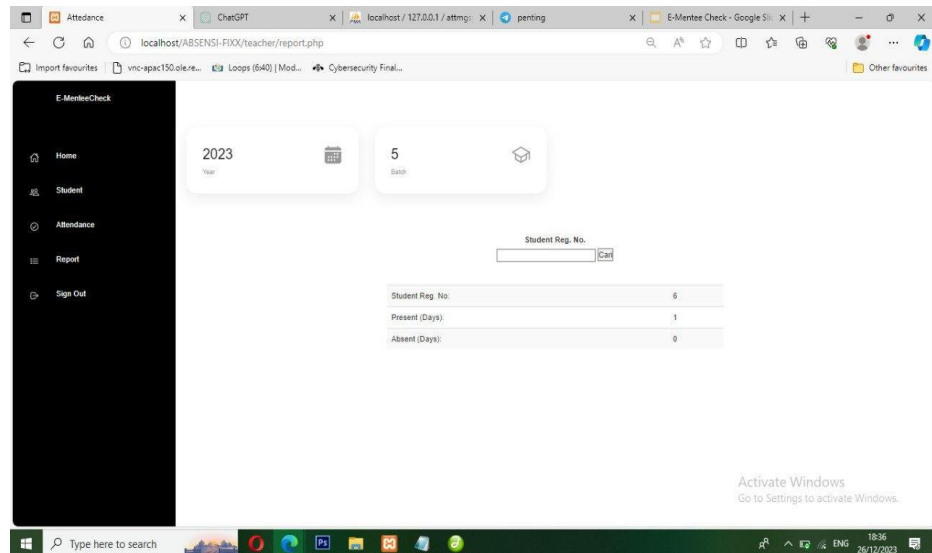 Attedance
ChatGPT
localhost / 127.0.0.1 / attmgs
penting
E-Mentee Check - Google Sli
localhost/ABSENSI-FIXX/teacher/report.php
Import favourites
vnc-apac150.ole.re...
Loops (6:40) | Mod...
Cybersecurity Final...
Other favourites
E-MenteeCheck
Home
Student
Attendance
Report
Sign Out
2023
Year
5
Batch
Student Reg. No.
Cari
Student Reg. No: 6
Present (Days): 1
Absent (Days): 0
Activate Windows
Go to Settings to activate Windows.
Type here to search
ENG
18:36
26/12/2023